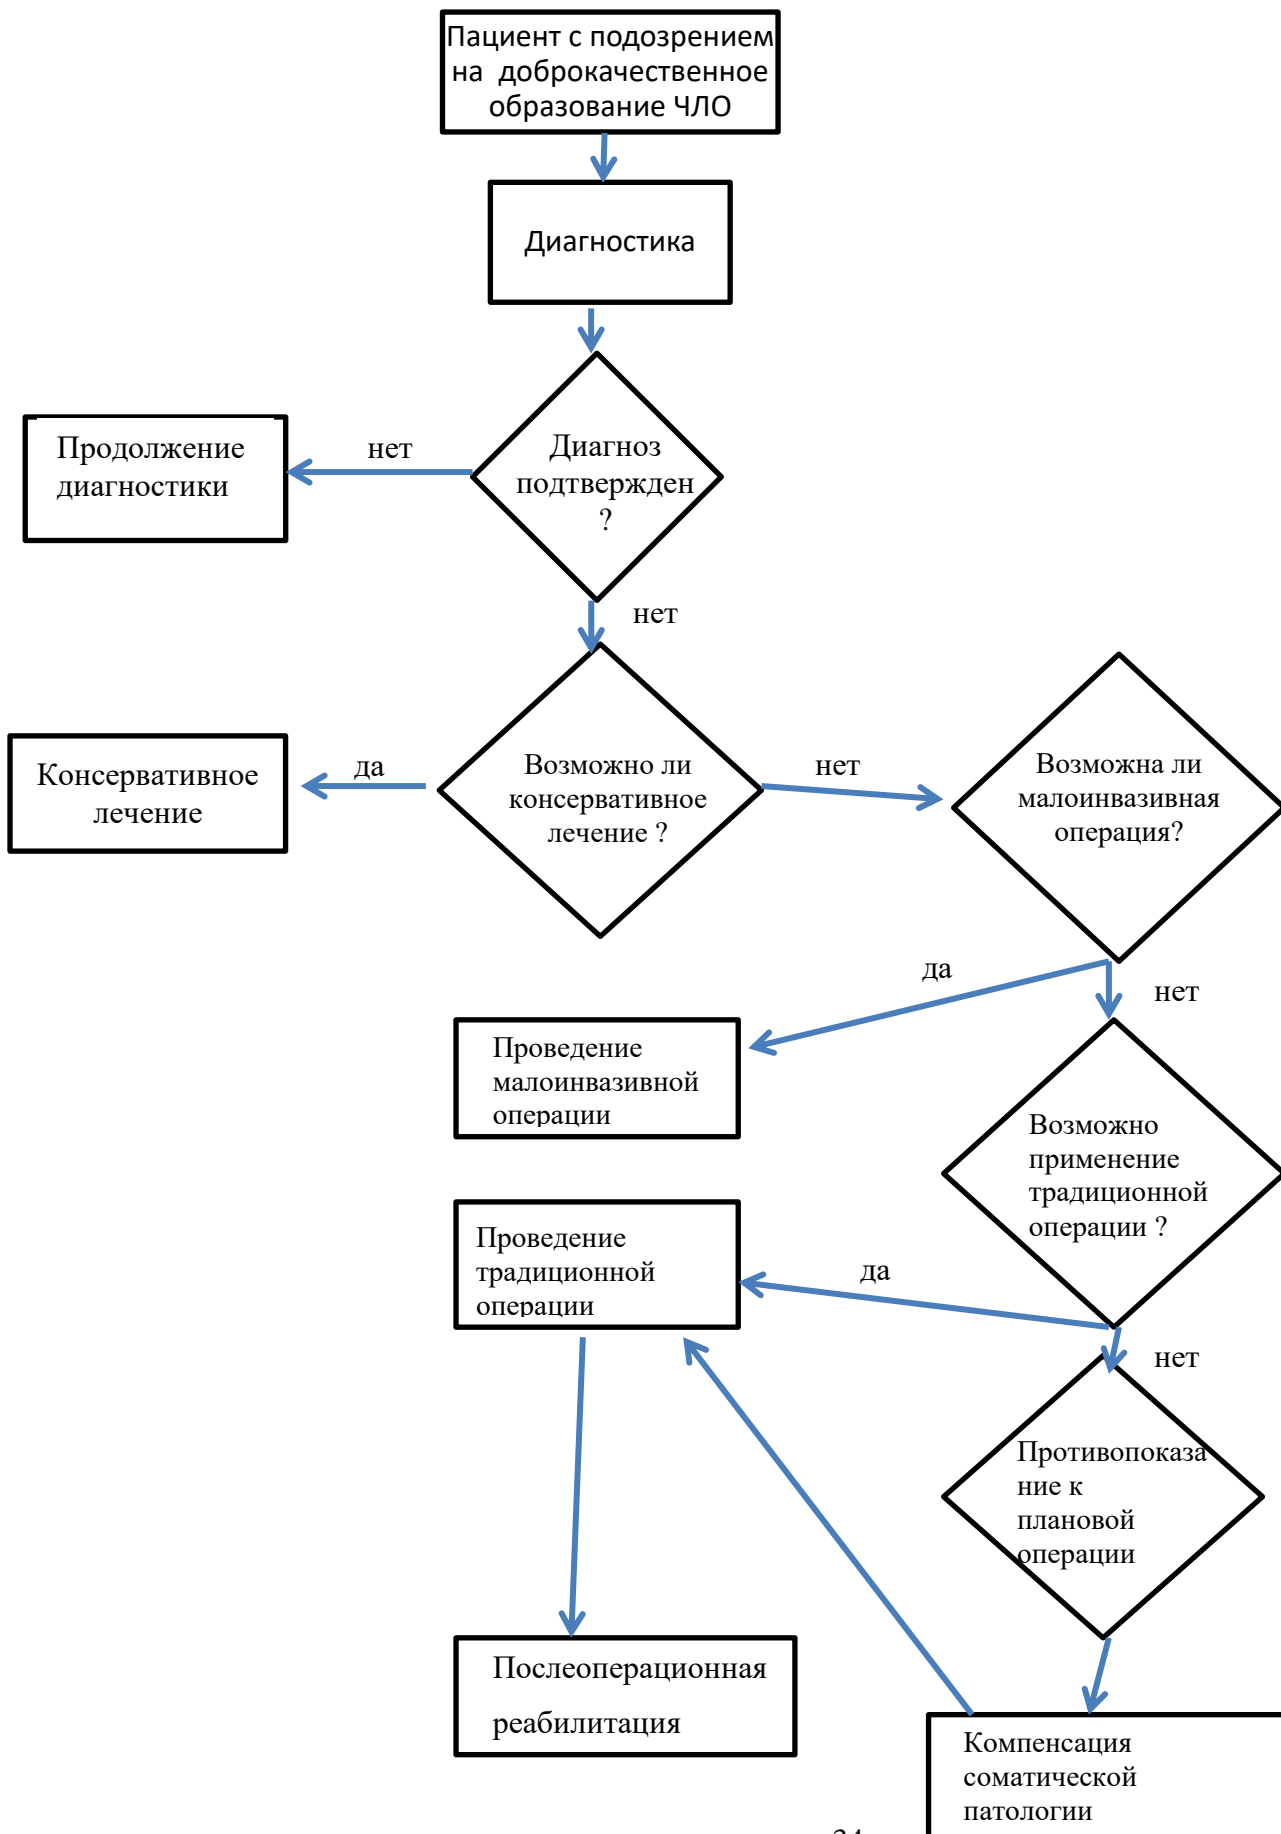 Пациент с подозрением
на доброкачественное
образование ЧЛО
Диагностика
Диагноз
подтвержден
?
нет
Продолжение
диагностики
нет
Возможно ли
консервативное
лечение ?
да
Консервативное
лечение
нет
Возможна ли
малоинвазивная
операция?
да
нет
Проведение
малоинвазивной
операции
Возможно
применение
традиционной
операции ?
Проведение
традиционной
операции
да
нет
Противопоказа
ние к
плановой
операции
Послеоперационная
реабилитация
Компенсация
соматической
патологии